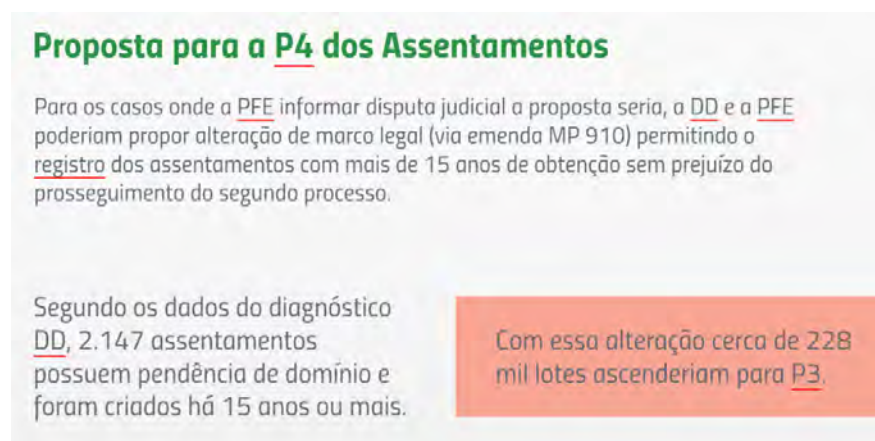 Proposta para a P4 dos Assentamentos
Para os casos onde a PFE informar disputa judicial a proposta seria, a DD e a PFE
poderiam propor alteração de marco legal (via emenda MP 910) permitindo o
registro dos assentamentos com mais de 15 anos de obtenção sem prejuízo do
prosseguimento do segundo processo.
Segundo os dados do diagnóstico
DD, 2.147 assentamentos
possuem pendência de domínio e
foram criados há 15 anos ou mais.
Com essa alteração cerca de 228
mil lotes ascenderiam para P3.